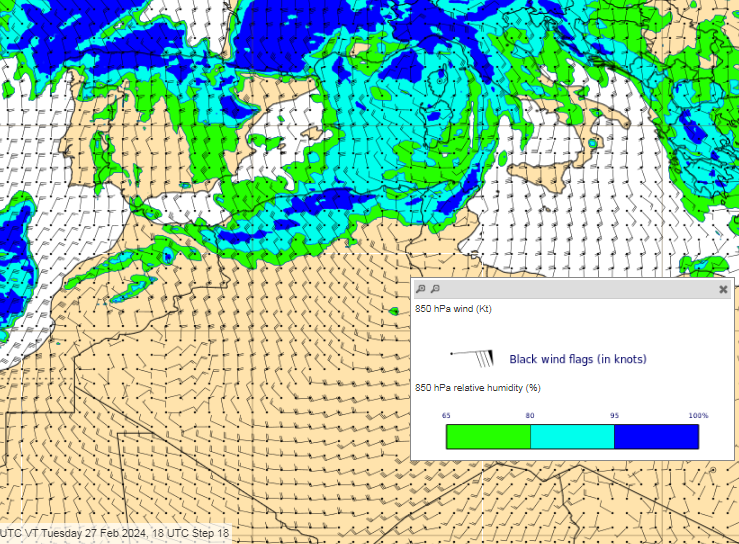 850 hPa wind (Kt)
Black wind flags (in knots)
850 hPa relative humidity (%)
65 80 95 100%
UTC VT Tuesday 27 Feb 2024, 18 UTC Step 18